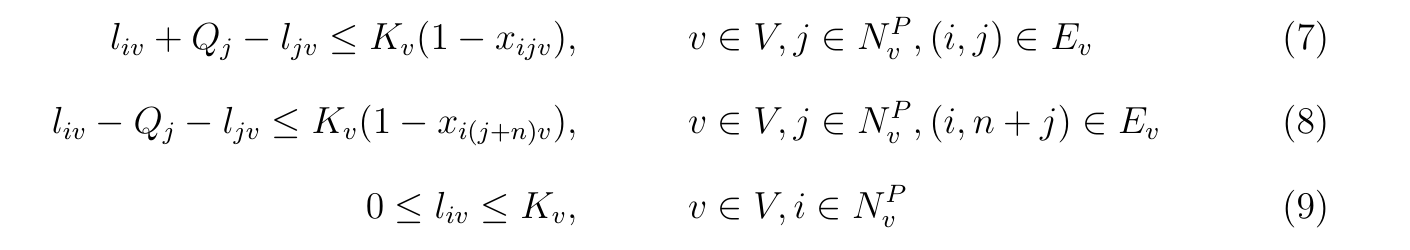 l_{iv} + Q_j − l_{jv} ≤ K_v(1 − x_{ijv}), v ∈ V, j ∈ N_v^P, (i, j) ∈ E_v (7)
l_{iv} − Q_j − l_{jv} ≤ K_v(1 − x_{i(j+n)v}), v ∈ V, j ∈ N_v^P, (i, n + j) ∈ E_v (8)
0 ≤ l_{iv} ≤ K_v, v ∈ V, i ∈ N_v^P (9)